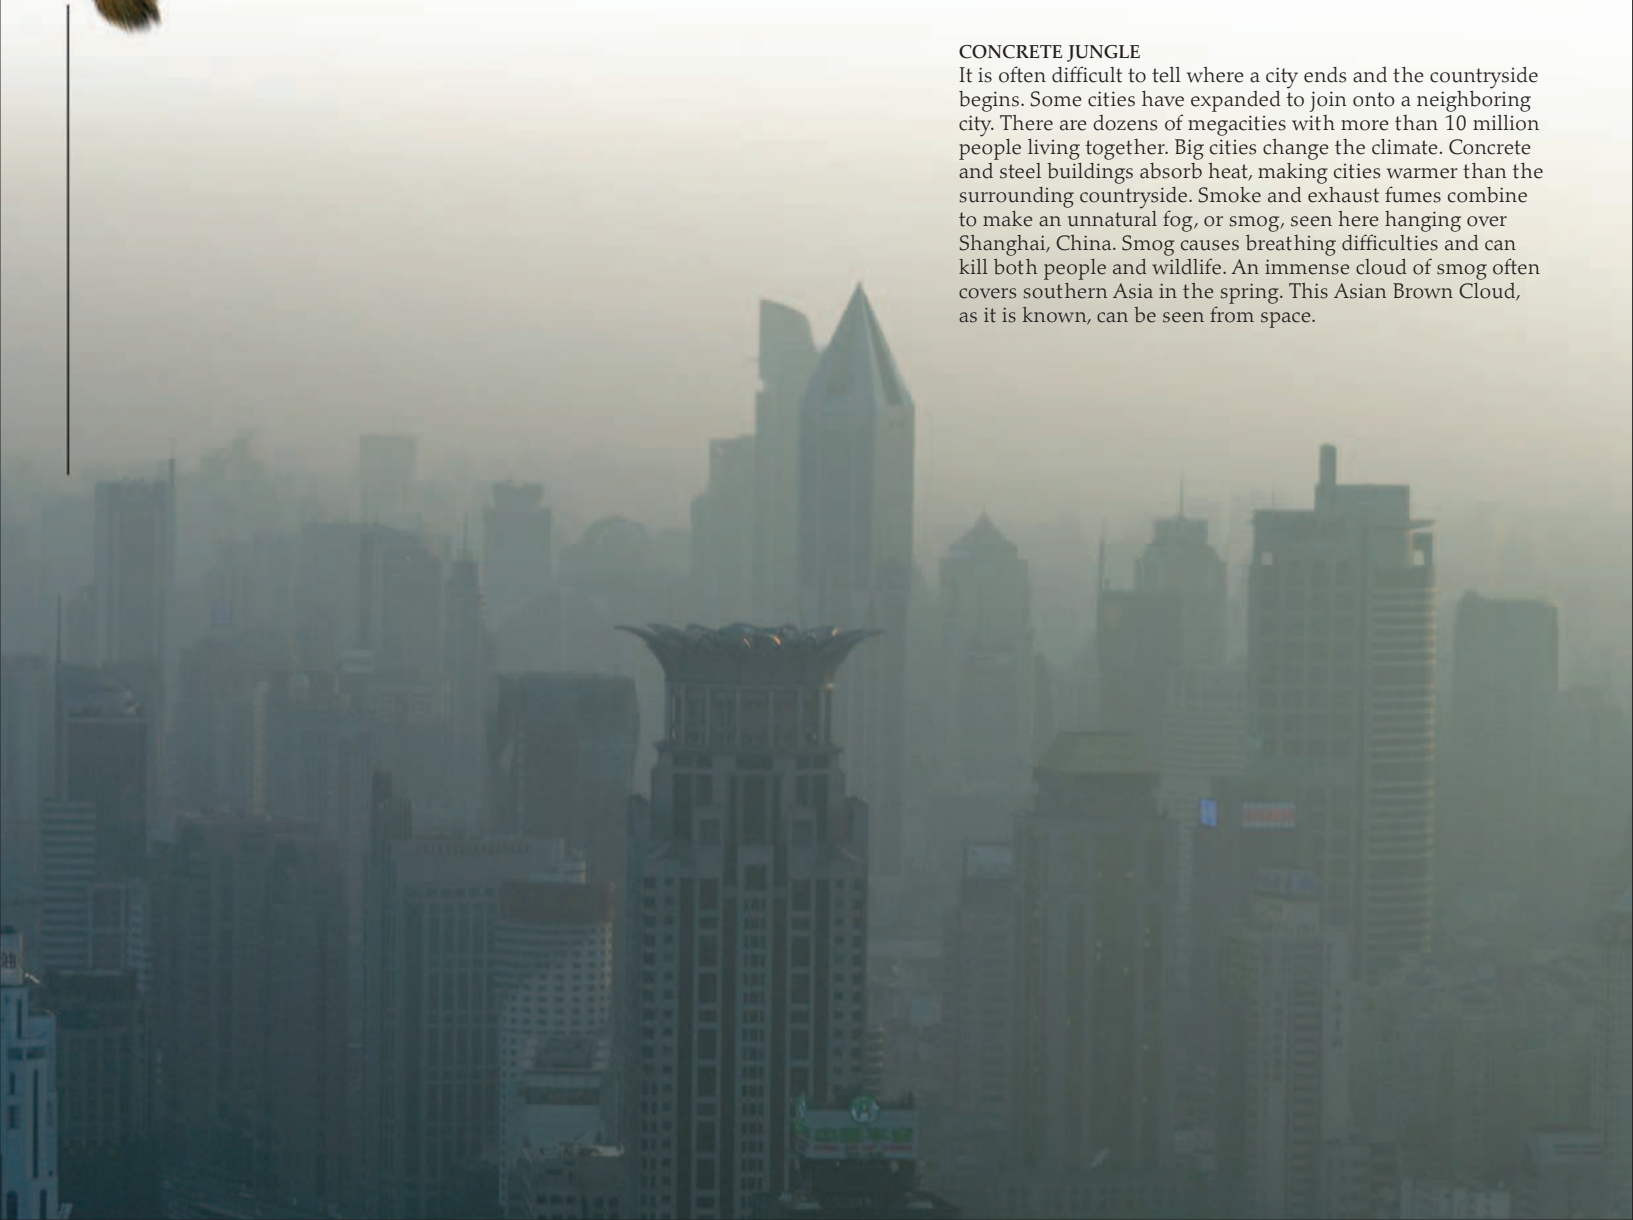 CONCRETE JUNGLE
It is often difficult to tell where a city ends and the countryside
begins. Some cities have expanded to join onto a neighboring
city. There are dozens of megacities with more than 10 million
people living together. Big cities change the climate. Concrete
and steel buildings absorb heat, making cities warmer than the
surrounding countryside. Smoke and exhaust fumes combine
to make an unnatural fog, or smog, seen here hanging over
Shanghai, China. Smog causes breathing difficulties and can
kill both people and wildlife. An immense cloud of smog often
covers southern Asia in the spring. This Asian Brown Cloud,
as it is known, can be seen from space.